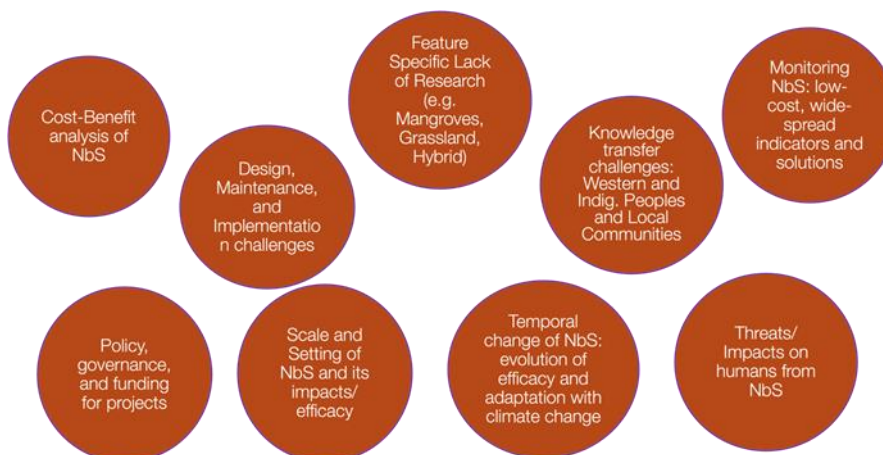 Cost-Benefit
analysis of
NbS
Design,
Maintenance,
and
Implementatio
n challenges
Feature
Specific Lack
of Research
(e.g.
Mangroves,
Grassland,
Hybrid)
Knowledge
transfer
challenges:
Western and
Indig. Peoples
and Local
Communities
Monitoring
NbS: low-
cost, wide-
spread
indicators and
solutions
Policy,
governance,
and funding
for projects
Scale and
Setting of
NbS and its
impacts/
efficacy
Temporal
change of NbS:
evolution of
efficacy and
adaptation with
climate change
Threats/
Impacts on
humans from
NbS